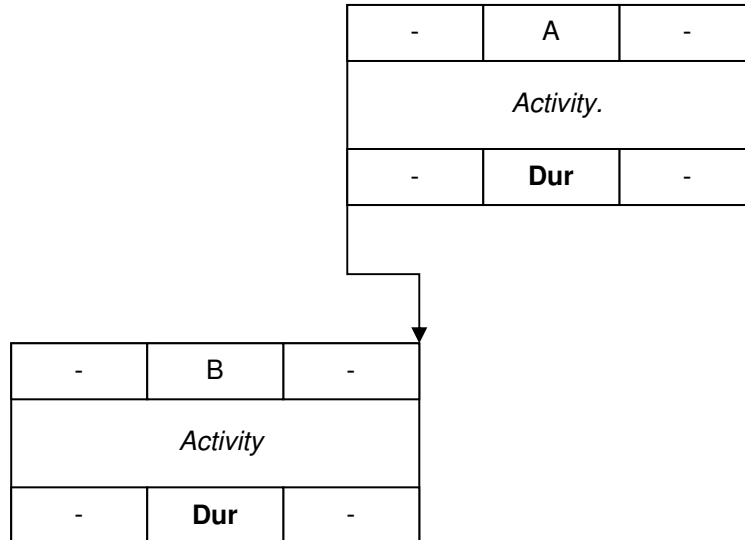 - A -
Activity.
- Dur -
- B -
Activity
- Dur -